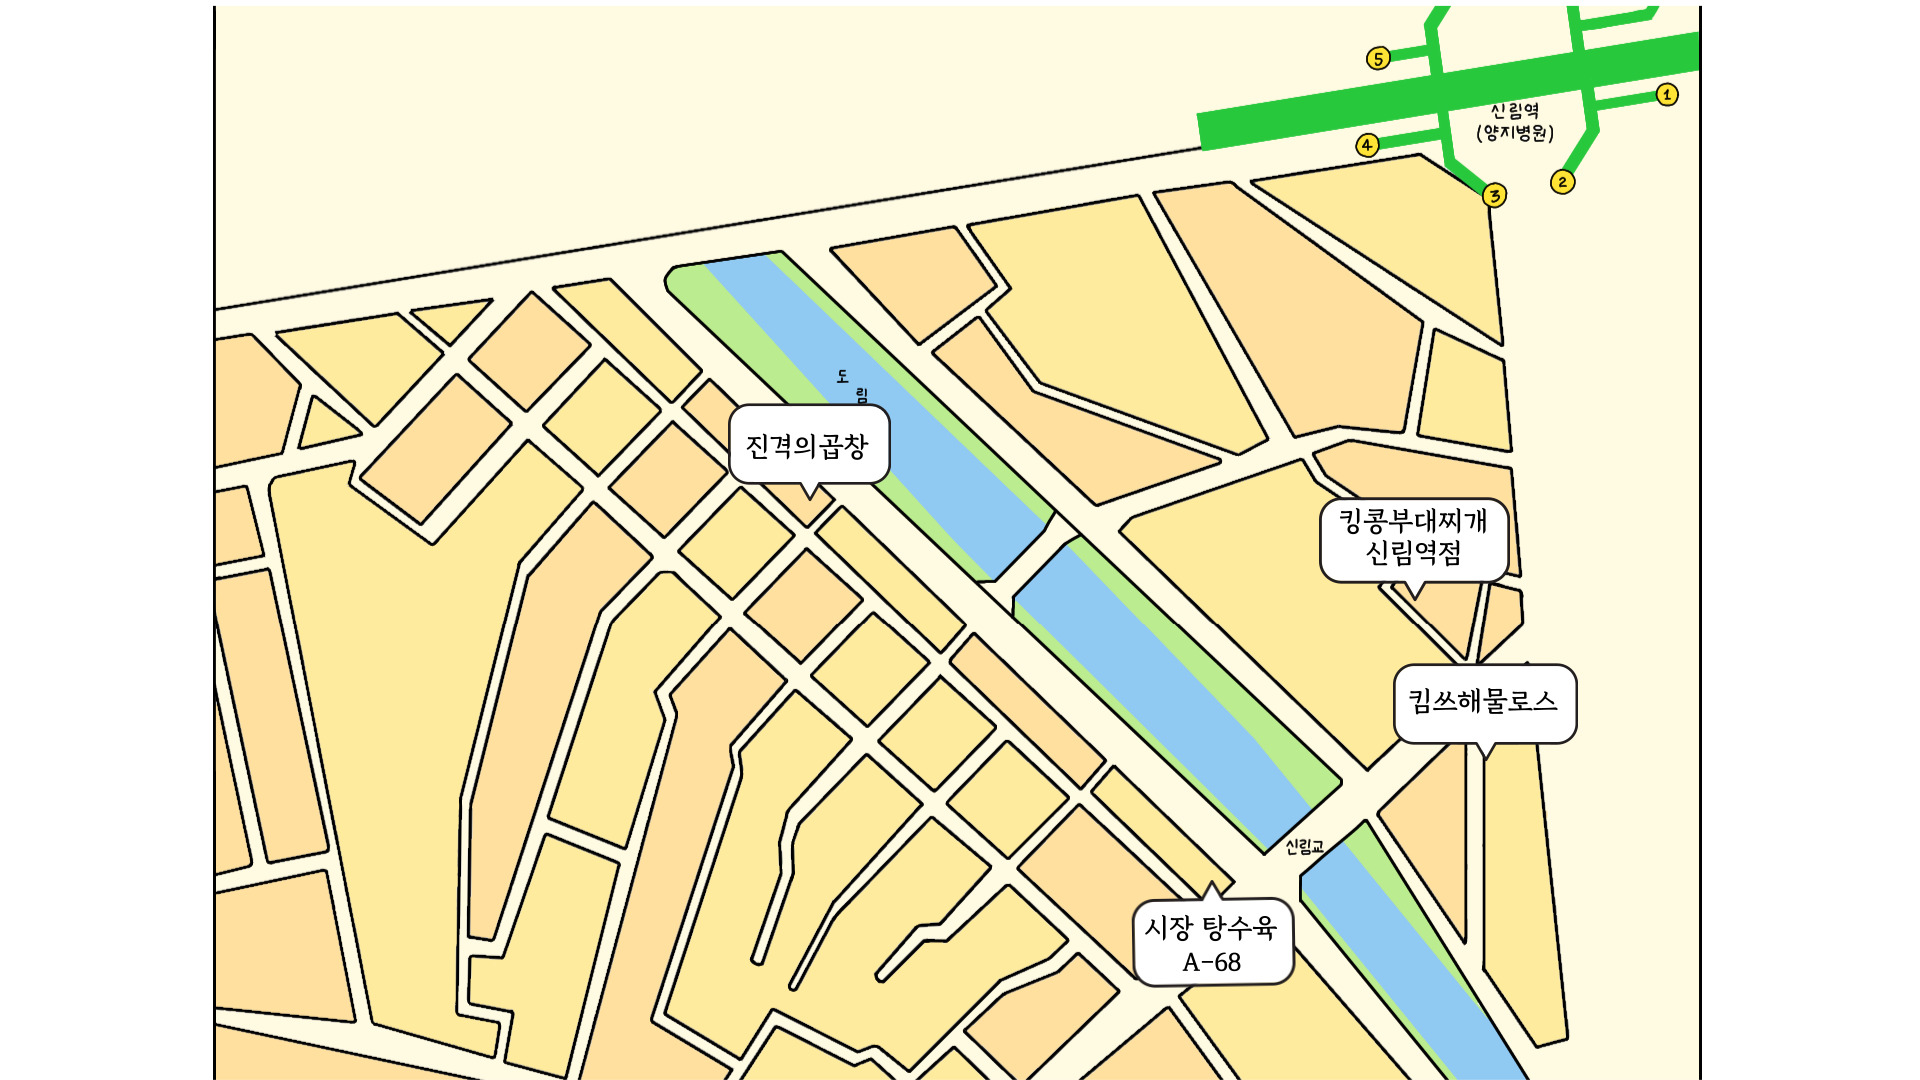 5
1
신림역
(양지병원)
4
2
3
도
림
진격의곱창
킹콩부대찌개
신림역점
킴쓰해물로스
신림교
시장 탕수육
A-68